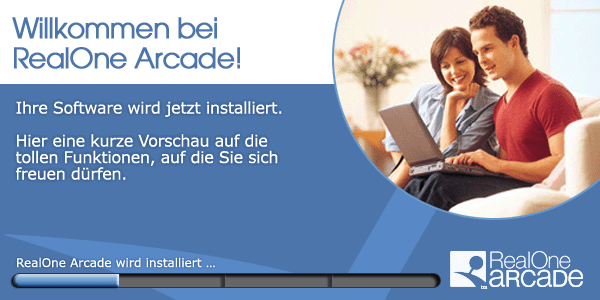 Willkommen bei
RealOne Arcade!
Ihre Software wird jetzt installiert.
Hier eine kurze Vorschau auf die
tollen Funktionen, auf die Sie sich
freuen dürfen.
RealOne Arcade wird installiert ...
RealOne
ARCADE